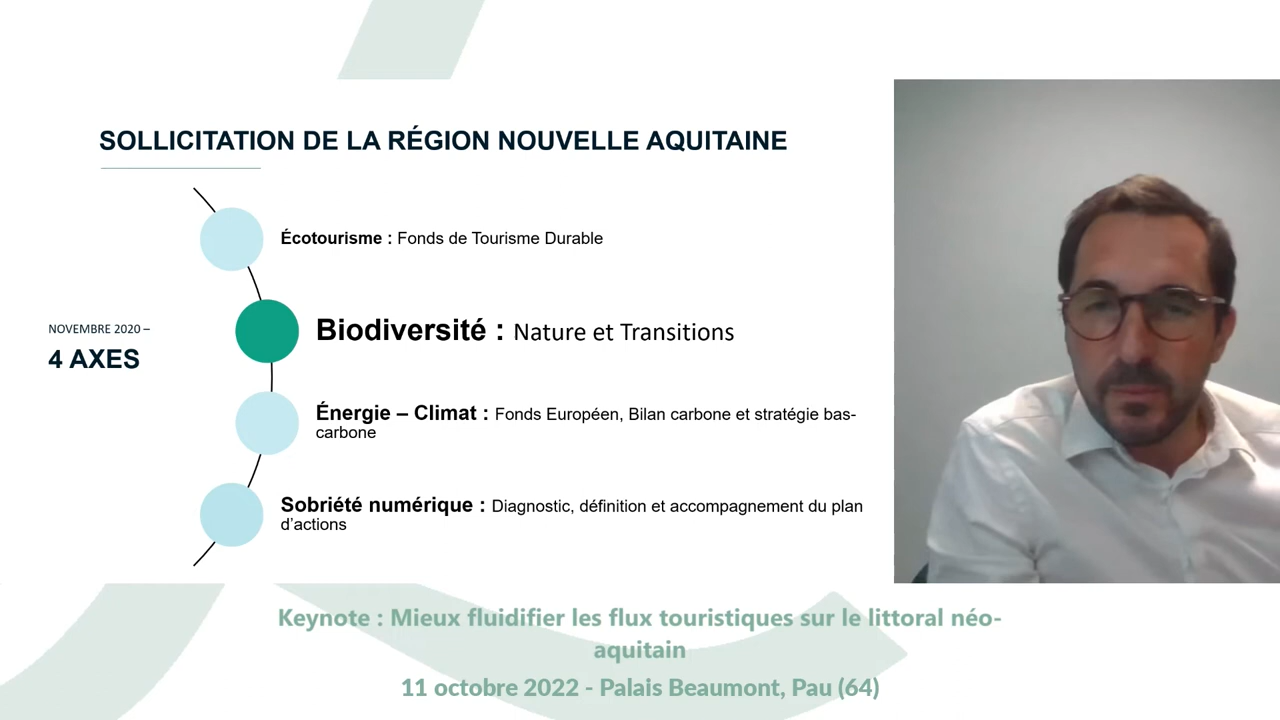 SOLLICITATION DE LA RÉGION NOUVELLE AQUITAINE
Écotourisme : Fonds de Tourisme Durable
NOVEMBRE 2020 –
4 AXES
Biodiversité : Nature et Transitions
Énergie – Climat : Fonds Européen, Bilan carbone et stratégie bas-
carbone
Sobriété numérique : Diagnostic, définition et accompagnement du plan
d’actions
Keynote : Mieux fluidifier les flux touristiques sur le littoral néo-
aquitain
11 octobre 2022 - Palais Beaumont, Pau (64)